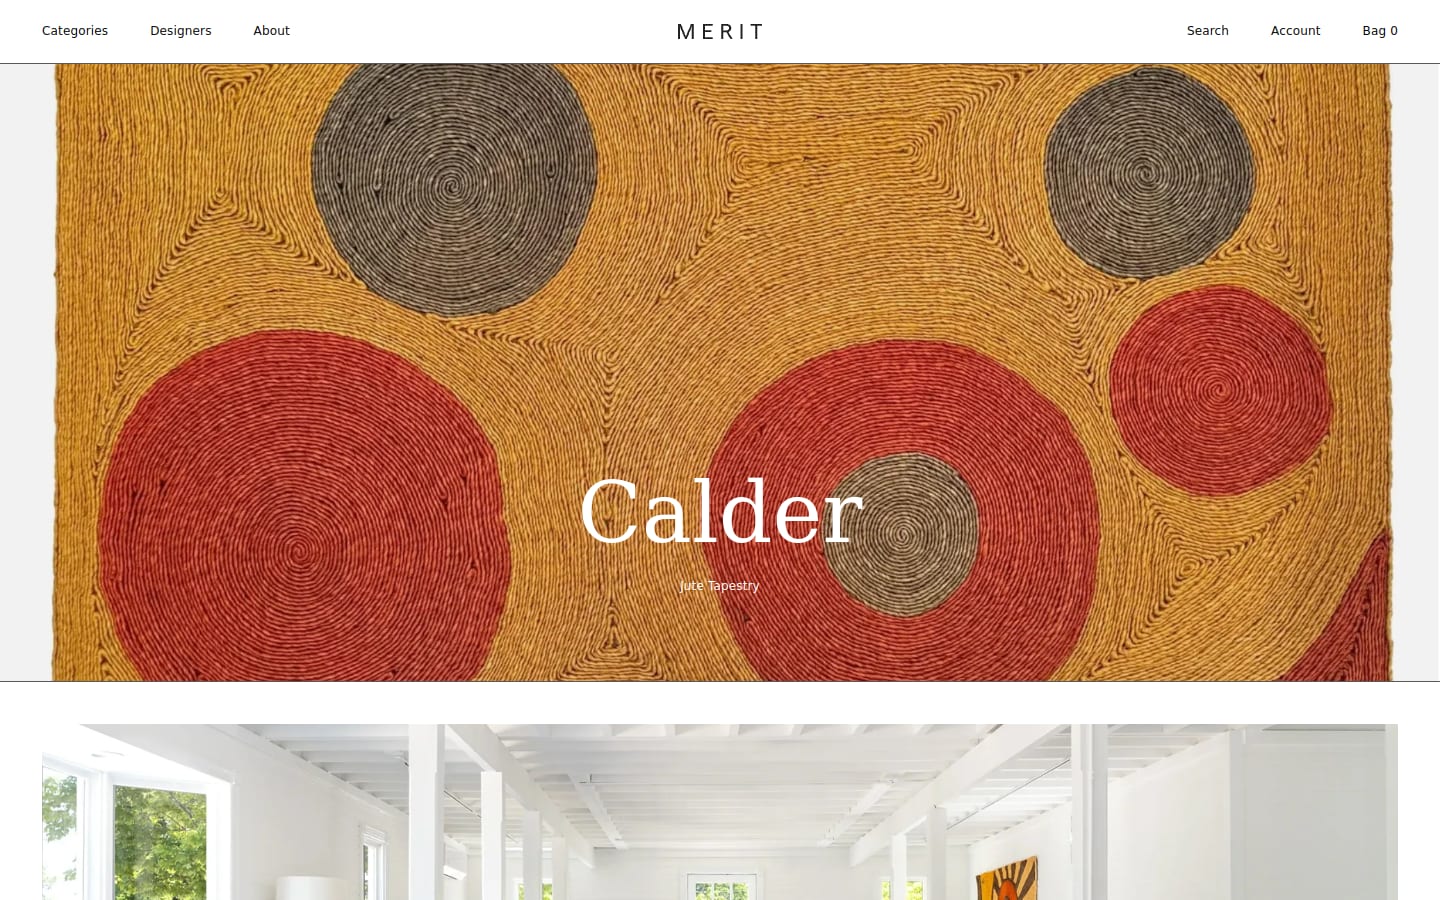 Categories
Designers
About
MERIT
Search
Account
Bag 0
Calder
Jute Tapestry